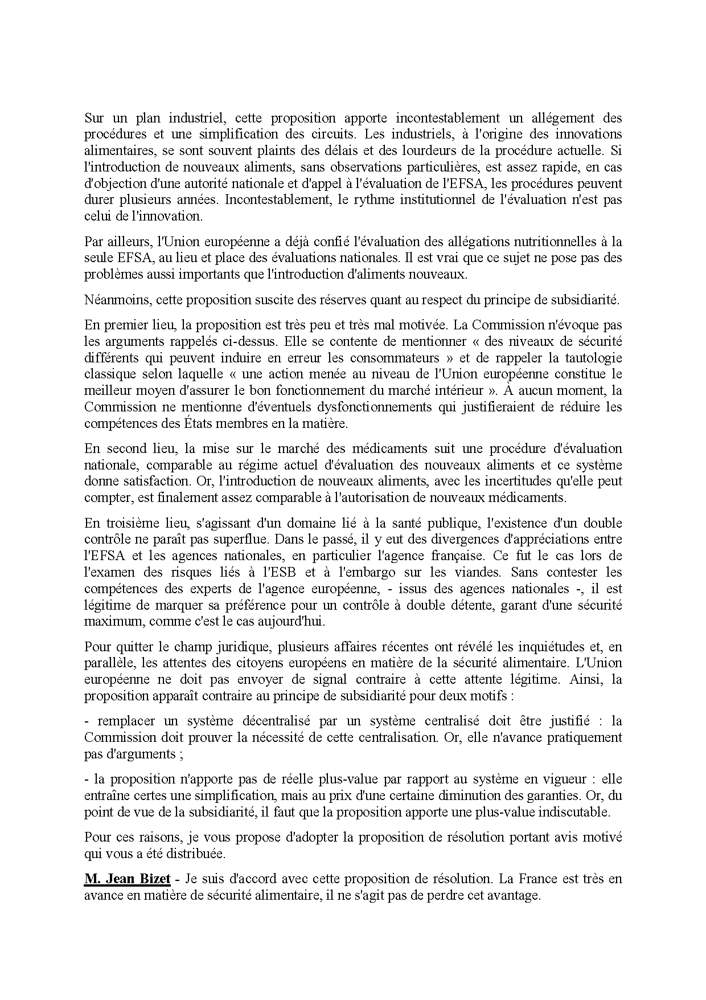 Sur un plan industriel, cette proposition apporte incontestablement un allégement des
procédures et une simplification des circuits. Les industriels, à l'origine des innovations
alimentaires, se sont souvent plaints des délais et des lourdeurs de la procédure actuelle. Si
l'introduction de nouveaux aliments, sans observations particulières, est assez rapide, en cas
d'objection d'une autorité nationale et d'appel à l'évaluation de l'EFSA, les procédures peuvent
durer plusieurs années. Incontestablement, le rythme institutionnel de l'évaluation n'est pas
celui de l'innovation.
Par ailleurs, l'Union européenne a déjà confié l'évaluation des allégations nutritionnelles à la
seule EFSA, au lieu et place des évaluations nationales. Il est vrai que ce sujet ne pose pas des
problèmes aussi importants que l'introduction d'aliments nouveaux.
Néanmoins, cette proposition suscite des réserves quant au respect du principe de subsidiarité.
En premier lieu, la proposition est très peu et très mal motivée. La Commission n'évoque pas
les arguments rappelés ci-dessus. Elle se contente de mentionner « des niveaux de sécurité
différents qui peuvent induire en erreur les consommateurs » et de rappeler la tautologie
classique selon laquelle « une action menée au niveau de l'Union européenne constitue le
meilleur moyen d'assurer le bon fonctionnement du marché intérieur ». À aucun moment, la
Commission ne mentionne d'éventuels dysfonctionnements qui justifieraient de réduire les
compétences des États membres en la matière.
En second lieu, la mise sur le marché des médicaments suit une procédure d'évaluation
nationale, comparable au régime actuel d'évaluation des nouveaux aliments et ce système
donne satisfaction. Or, l'introduction de nouveaux aliments, avec les incertitudes qu'elle peut
compter, est finalement assez comparable à l'autorisation de nouveaux médicaments.
En troisième lieu, s'agissant d'un domaine lié à la santé publique, l'existence d'un double
contrôle ne paraît pas superflue. Dans le passé, il y eut des divergences d'appréciations entre
l'EFSA et les agences nationales, en particulier l'agence française. Ce fut le cas lors de
l'examen des risques liés à l'ESB et à l'embargo sur les viandes. Sans contester les
compétences des experts de l'agence européenne, - issus des agences nationales -, il est
légitime de marquer sa préférence pour un contrôle à double détente, garant d'une sécurité
maximum, comme c'est le cas aujourd'hui.
Pour quitter le champ juridique, plusieurs affaires récentes ont révélé les inquiétudes et, en
parallèle, les attentes des citoyens européens en matière de la sécurité alimentaire. L'Union
européenne ne doit pas envoyer de signal contraire à cette attente légitime. Ainsi, la
proposition apparaît contraire au principe de subsidiarité pour deux motifs :
- remplacer un système décentralisé par un système centralisé doit être justifié : la
Commission doit prouver la nécessité de cette centralisation. Or, elle n'avance pratiquement
pas d'arguments ;
- la proposition n'apporte pas de réelle plus-value par rapport au système en vigueur : elle
entraîne certes une simplification, mais au prix d'une certaine diminution des garanties. Or, du
point de vue de la subsidiarité, il faut que la proposition apporte une plus-value indiscutable.
Pour ces raisons, je vous propose d'adopter la proposition de résolution portant avis motivé
qui vous a été distribuée.
M. Jean Bizet - Je suis d'accord avec cette proposition de résolution. La France est très en
avance en matière de sécurité alimentaire, il ne s'agit pas de perdre cet avantage.